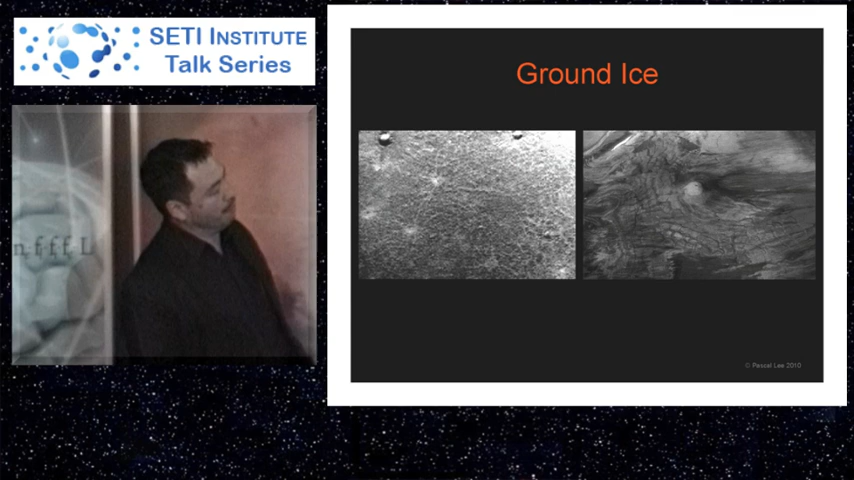 SETI INSTITUTE
Talk Series
Ground Ice
n f f f L
© Pascal Lee 2010